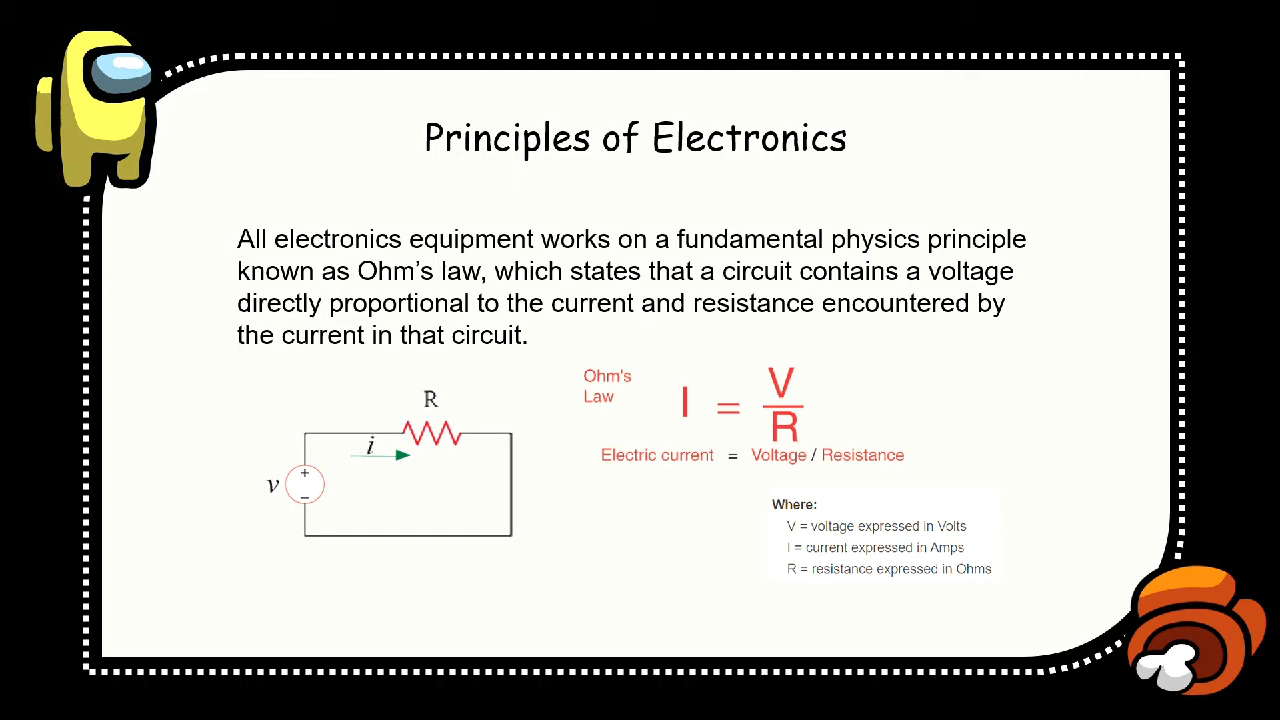 Principles of Electronics
All electronics equipment works on a fundamental physics principle
known as Ohm's law, which states that a circuit contains a voltage
directly proportional to the current and resistance encountered by
the current in that circuit.
R
i
v
+
−
Ohm's
Law
I = V
R
Electric current = Voltage / Resistance
Where:
V = voltage expressed in Volts
I = current expressed in Amps
R = resistance expressed in Ohms